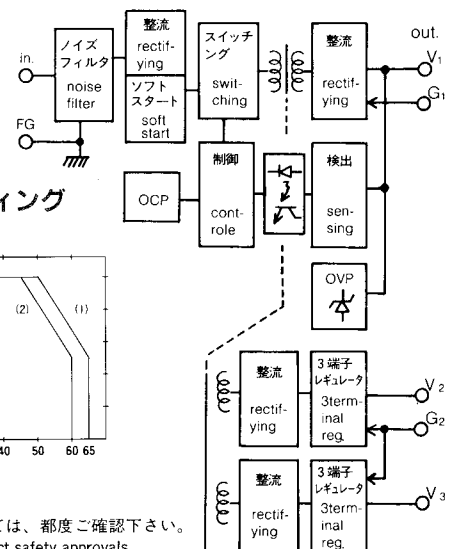 in.
FG
ノイズ
フィルタ
noise
filter
整流
rectif-
ying
ソフト
スタート
soft
start
スイッチ
ング
swit-
ching
整流
rectif-
ying
out.
V₁
G₁
OCP
制御
cont-
role
検出
sen-
sing
OVP
ィング
(2)
(1)
40
50
60 65
整流
rectif-
ying
3端子
レギュレータ
3term-
inal
reg.
V₂
G₂
整流
rectif-
ying
3端子
レギュレータ
3term-
inal
reg.
V₃
ては、都度ご確認下さい。
ct safety approvals